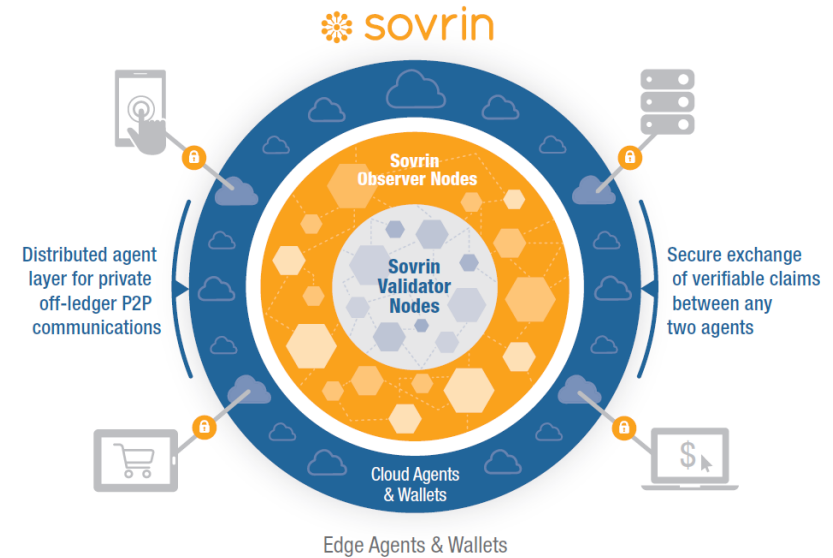 sovrin
Sovrin
Observer Nodes
Sovrin
Validator
Nodes
Distributed agent
layer for private
off-ledger P2P
communications
Secure exchange
of verifiable claims
between any
two agents
$
Cloud Agents
& Wallets
Edge Agents & Wallets